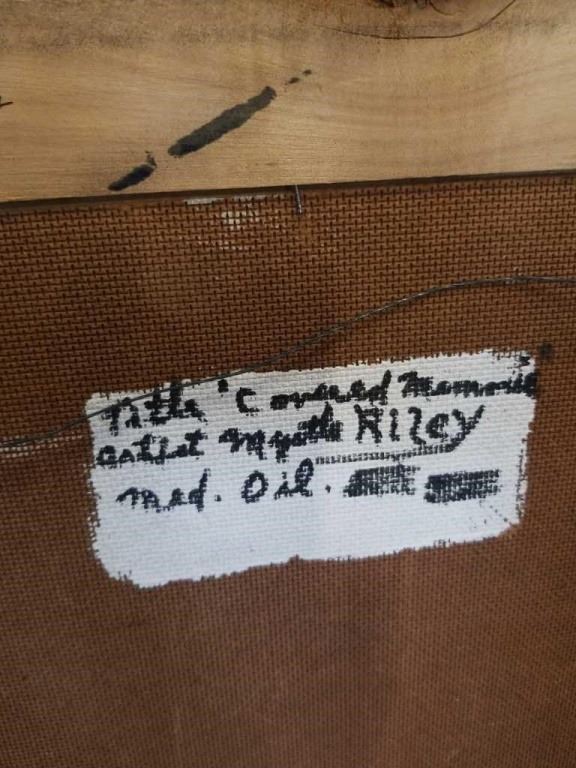 Title 'Covered Memories
artist Myrtle Riley
med. Oil.